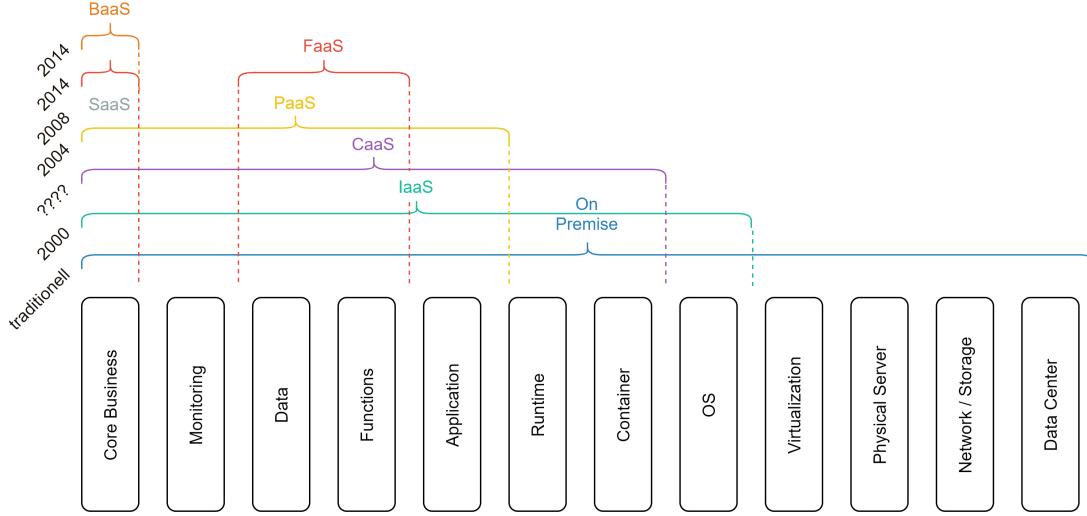 BaaS
2014
FaaS
2014
SaaS
PaaS
2008
2004
CaaS
????
IaaS
On
Premise
2000
traditionell
Core Business
Monitoring
Data
Functions
Application
Runtime
Container
OS
Virtualization
Physical Server
Network / Storage
Data Center